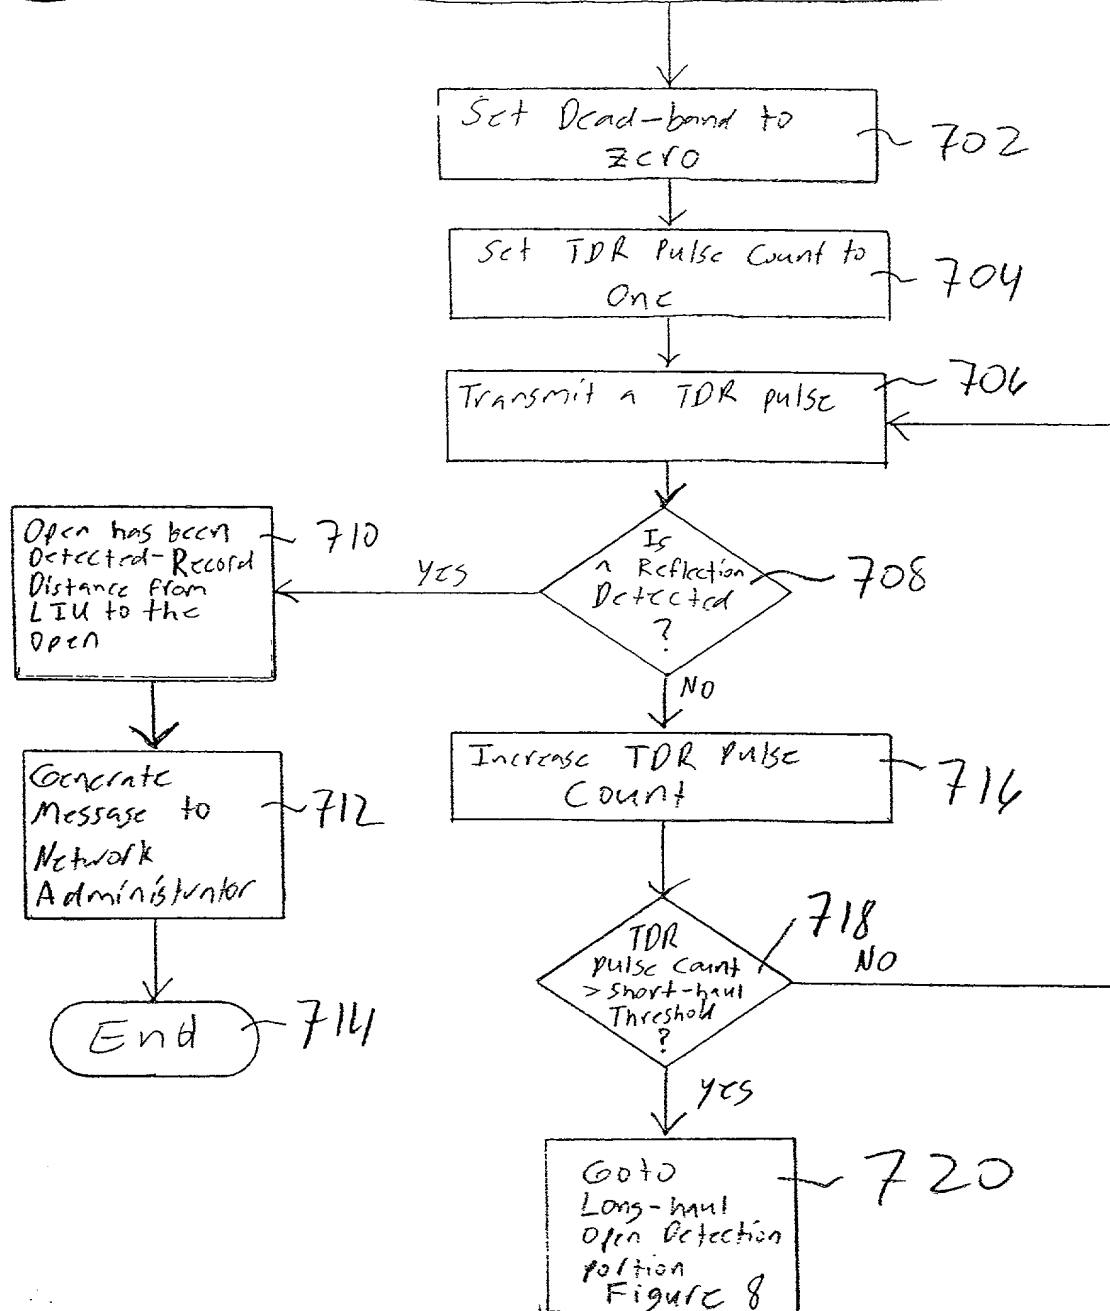 Set Dead-band to
zero
702
Set TDR Pulse Count to
One
704
Transmit a TDR pulse
706
Is
a Reflection
Detected
?
708
YES
Open has been
Detected-Record
Distance from
LIU to the
open
710
NO
Generate
Message to
Network
Administrator
712
Increase TDR Pulse
Count
716
End
714
TDR
pulse count
> short-haul
Threshold
?
718
NO
YES
Goto
Long-haul
Open Detection
portion
Figure 8
720